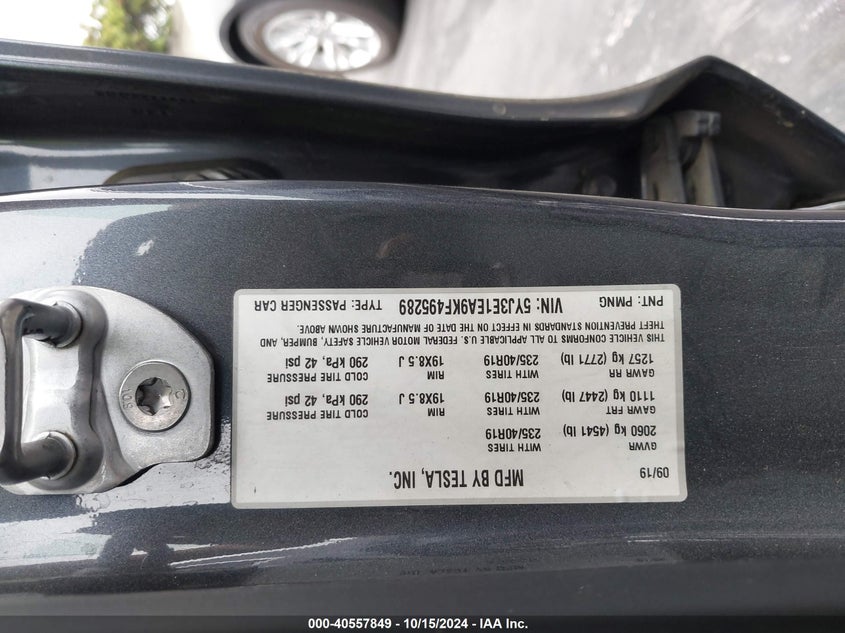 09/19 MFD BY TESLA, INC.
GVWR WITH TIRES
2060 kg (4541 lb) 235/40R19
GAWR FRT WITH TIRES RIM COLD TIRE PRESSURE
1110 kg (2447 lb) 235/40R19 19X8.5 J 290 kPa, 42 psi
GAWR RR WITH TIRES RIM COLD TIRE PRESSURE
1257 kg (2771 lb) 235/40R19 19X8.5 J 290 kPa, 42 psi
THIS VEHICLE CONFORMS TO ALL APPLICABLE U.S. FEDERAL MOTOR VEHICLE SAFETY, BUMPER, AND
THEFT PREVENTION STANDARDS IN EFFECT ON THE DATE OF MANUFACTURE SHOWN ABOVE.
PNT: PMNG VIN: 5YJ3E1EA9KF495289 TYPE: PASSENGER CAR
000-40557849 - 10/15/2024 - IAA Inc.